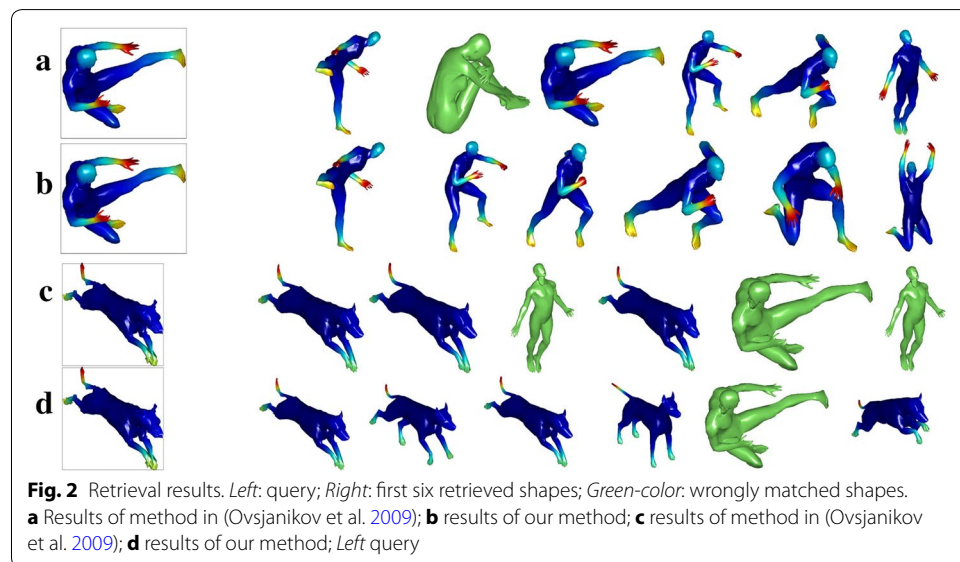 a
b
c
d
Fig. 2 Retrieval results. Left: query; Right: first six retrieved shapes; Green-color: wrongly matched shapes.
a Results of method in (Ovsjanikov et al. 2009); b results of our method; c results of method in (Ovsjanikov
et al. 2009); d results of our method; Left query